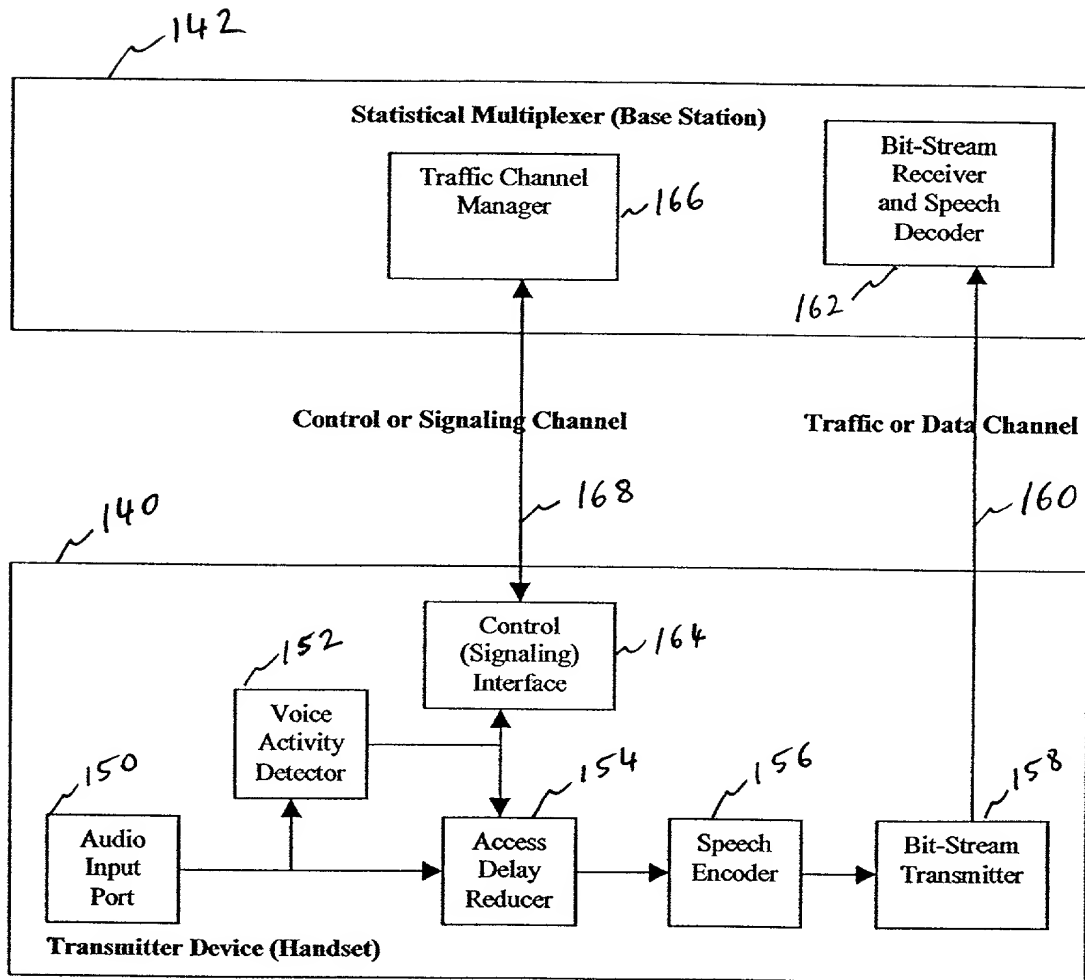 142
Statistical Multiplexer (Base Station)
Traffic Channel
Manager
166
Bit-Stream
Receiver
and Speech
Decoder
162
Control or Signaling Channel
Traffic or Data Channel
168
160
140
Control
(Signaling)
Interface
164
152
Voice
Activity
Detector
150
Audio
Input
Port
154
Access
Delay
Reducer
156
Speech
Encoder
158
Bit-Stream
Transmitter
Transmitter Device (Handset)